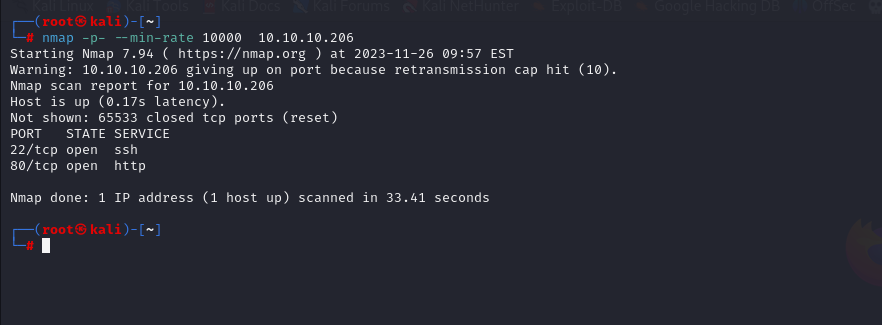 Kali Linux Kali Tools Kali Docs Kali Forums Kali NetHunter Exploit-DB Google Hacking DB OffSec
┌──(root㉿kali)-[~]
└─# nmap -p- --min-rate 10000  10.10.10.206
Starting Nmap 7.94 ( https://nmap.org ) at 2023-11-26 09:57 EST
Warning: 10.10.10.206 giving up on port because retransmission cap hit (10).
Nmap scan report for 10.10.10.206
Host is up (0.17s latency).
Not shown: 65533 closed tcp ports (reset)
PORT   STATE SERVICE
22/tcp open  ssh
80/tcp open  http
Nmap done: 1 IP address (1 host up) scanned in 33.41 seconds
┌──(root㉿kali)-[~]
└─#